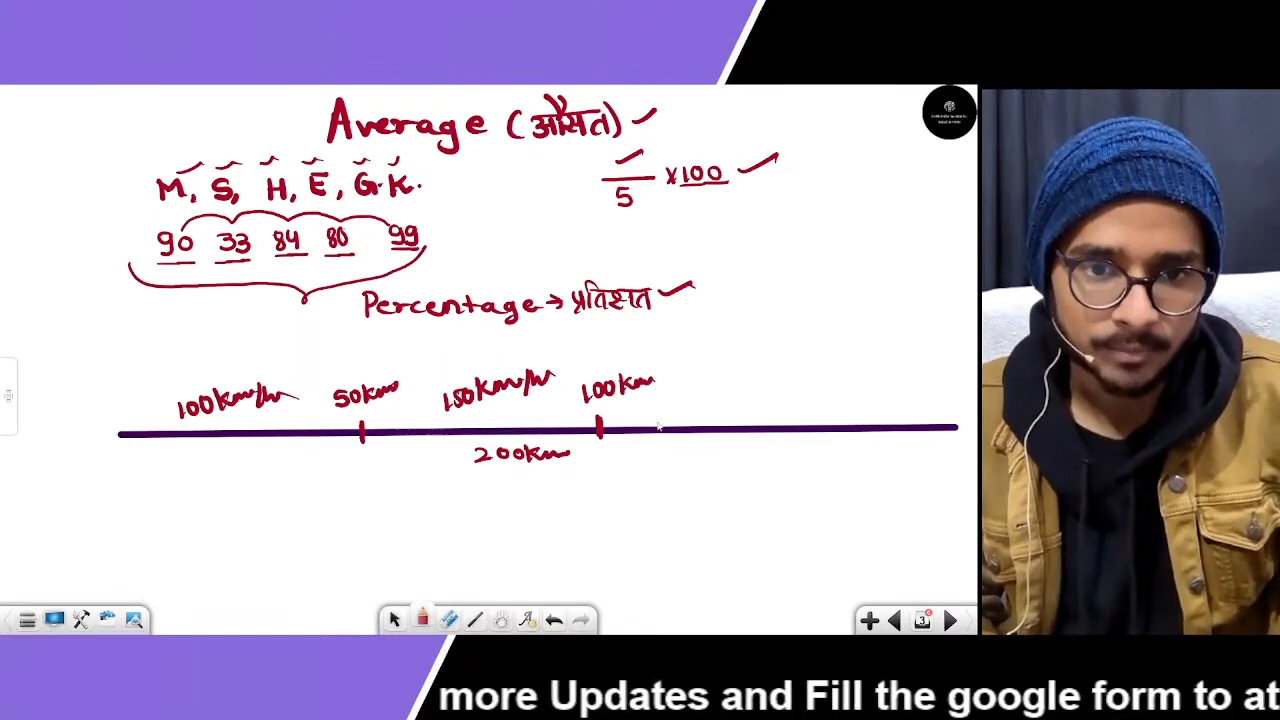 Average (औसत)
M, S, H, E, G.K.
5 ×100
90 33 84 80 99
Percentage → प्रतिशत
100km/hr 50km 150km/hr 100km
200km
3
more Updates and Fill the google form to at